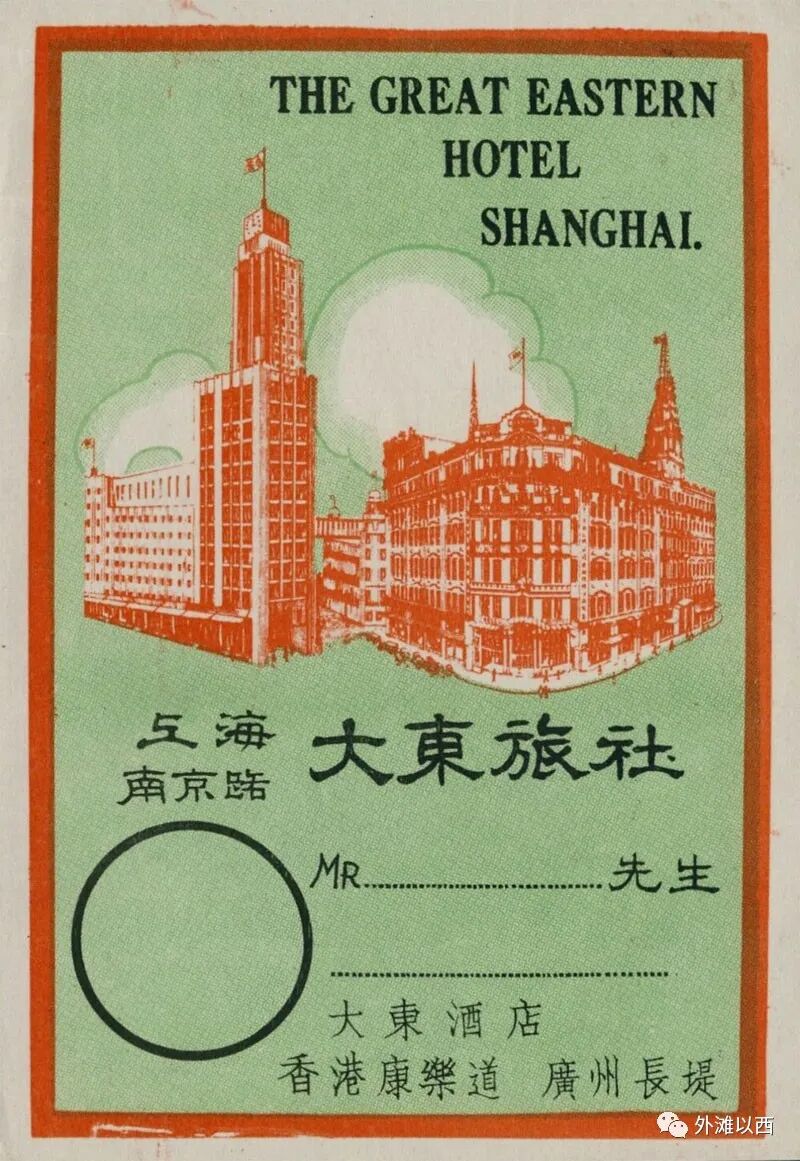 THE GREAT EASTERN
HOTEL
SHANGHAI.
上海 大東旅社
南京路
MR.................................先生
大東酒店
香港康樂道 廣州長堤
外滩以西